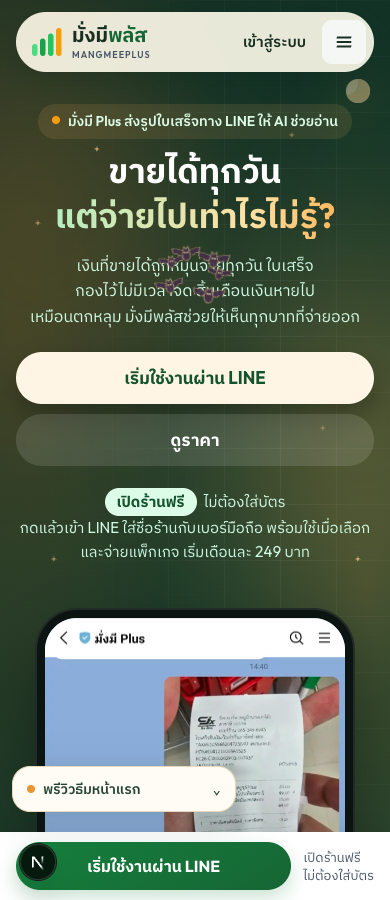 มั่งมีพลัส
MANGMEEPLUS
เข้าสู่ระบบ
มั่งมี Plus ส่งรูปใบเสร็จทาง LINE ให้ AI ช่วยอ่าน
ขายได้ทุกวัน
แต่จ่ายไปเท่าไรไม่รู้?
เงินที่ขายได้ถูกหมุนจ่ายทุกวัน ใบเสร็จ
กองไว้ไม่มีเวลาจด สิ้นเดือนเงินหายไป
เหมือนตกหลุม มั่งมีพลัสช่วยให้เห็นทุกบาทที่จ่ายออก
เริ่มใช้งานผ่าน LINE
ดูราคา
เปิดร้านฟรี ไม่ต้องใส่บัตร
กดแล้วเข้า LINE ใส่ชื่อร้านกับเบอร์มือถือ พร้อมใช้เมื่อเลือก
และจ่ายแพ็กเกจ เริ่มเดือนละ 249 บาท
มั่งมี Plus
14:40
พรีวิวธีมหน้าแรก
N เริ่มใช้งานผ่าน LINE
เปิดร้านฟรี
ไม่ต้องใส่บัตร